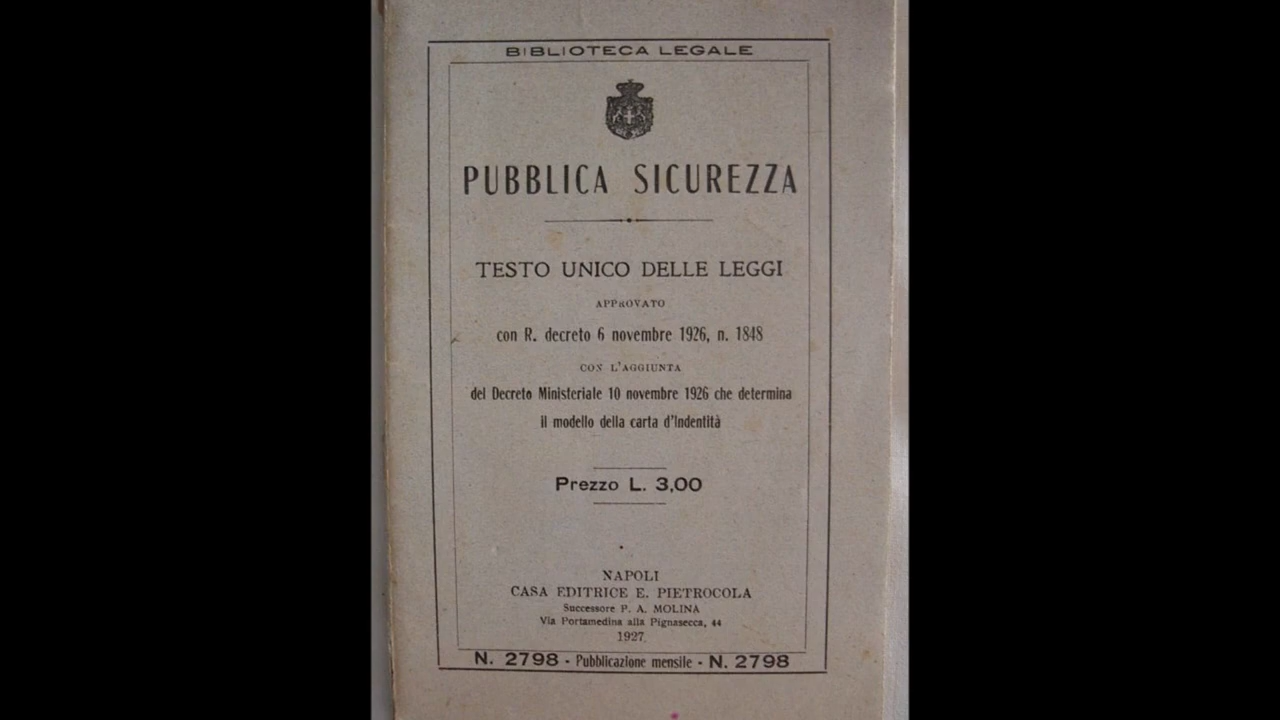 BIBLIOTECA LEGALE
PUBBLICA SICUREZZA
TESTO UNICO DELLE LEGGI
APPROVATO
con R. decreto 6 novembre 1926, n. 1848
CON L'AGGIUNTA
del Decreto Ministeriale 10 novembre 1926 che determina
il modello della carta d'Indentità
Prezzo L. 3,00
NAPOLI
CASA EDITRICE E. PIETROCOLA
Successore P. A. MOLINA
Via Portamedina alla Pignasecca, 44
1927
N. 2798 - Pubblicazione mensile - N. 2798